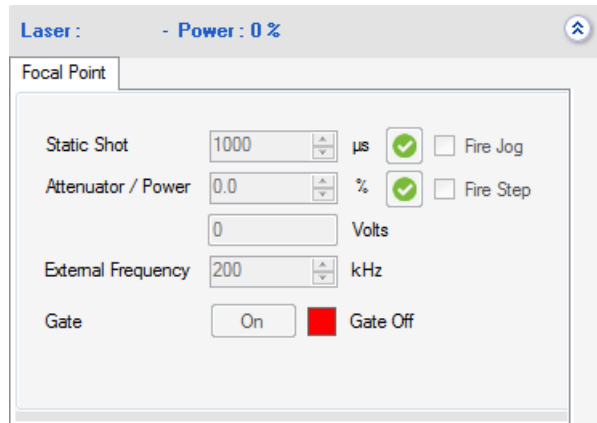 Laser : - Power : 0 %
Focal Point
Static Shot 1000 µs Fire Jog
Attenuator / Power 0.0 % Fire Step
0 Volts
External Frequency 200 kHz
Gate On Gate Off